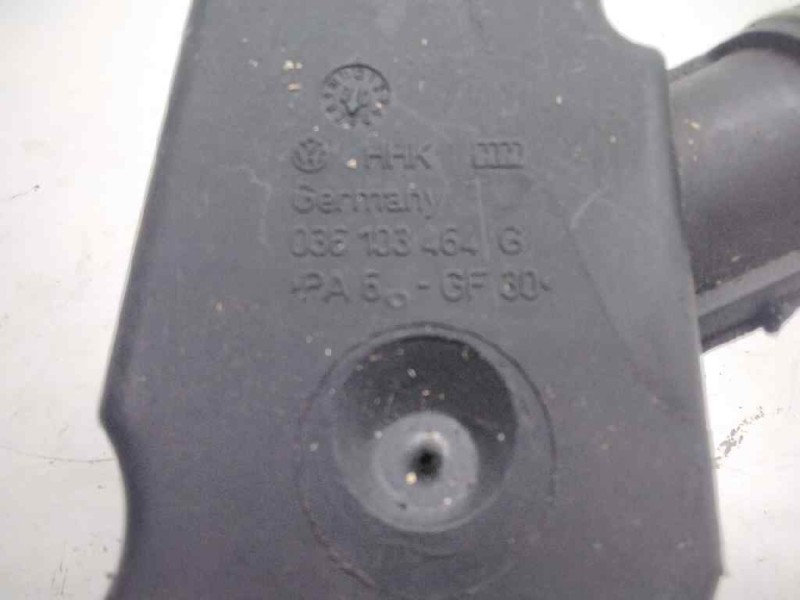 HHK
Germany
036 103 464 G
>PA 6 - GF 30<